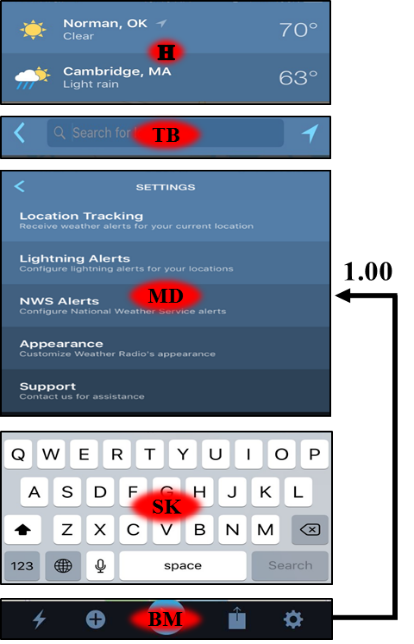 Norman, OK
70°
Clear
H
Cambridge, MA
63°
Light rain
Search for
TB
SETTINGS
Location Tracking
Receive weather alerts for your current location
Lightning Alerts
Configure lightning alerts for your locations
1.00
NWS Alerts
MD
Configure National Weather Service alerts
Appearance
Customize Weather Radio's appearance
Support
Contact us for assistance
Q W E R T Y U I O P
A S D F G H J K L
SK
Z X C V B N M
123 space Search
BM